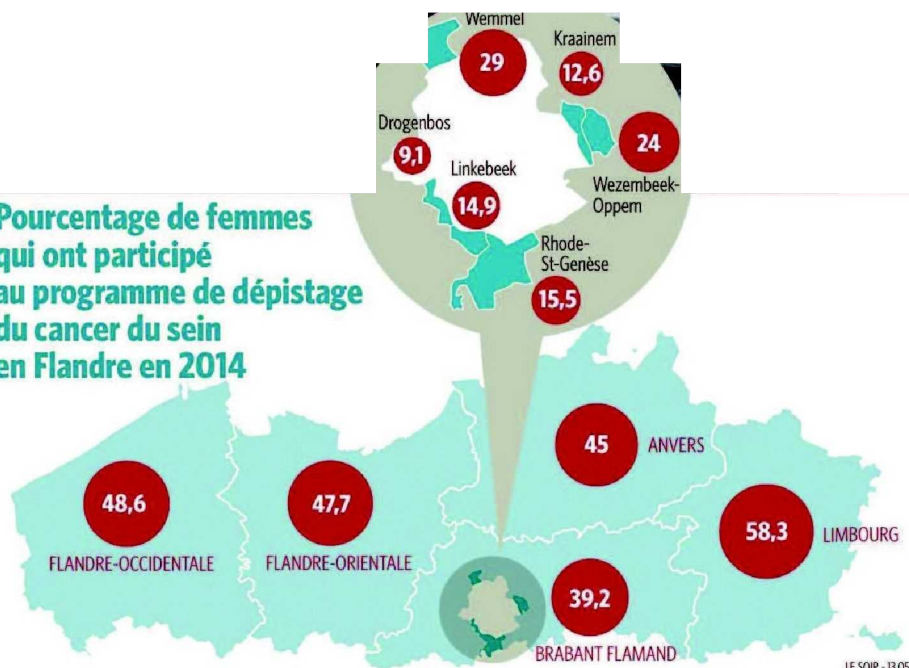 Wemmel
29
Kraainem
12,6
Drogenbos
9,1
24
Linkebeek
14,9
Wezembeek-
Oppem
Pourcentage de femmes
qui ont participé
au programme de dépistage
du cancer du sein
en Flandre en 2014
Rhode-
St-Genèse
15,5
45
ANVERS
48,6
FLANDRE-OCCIDENTALE
47,7
FLANDRE-ORIENTALE
58,3
LIMBOURG
39,2
BRABANT FLAMAND
LE SOIR - 13.05